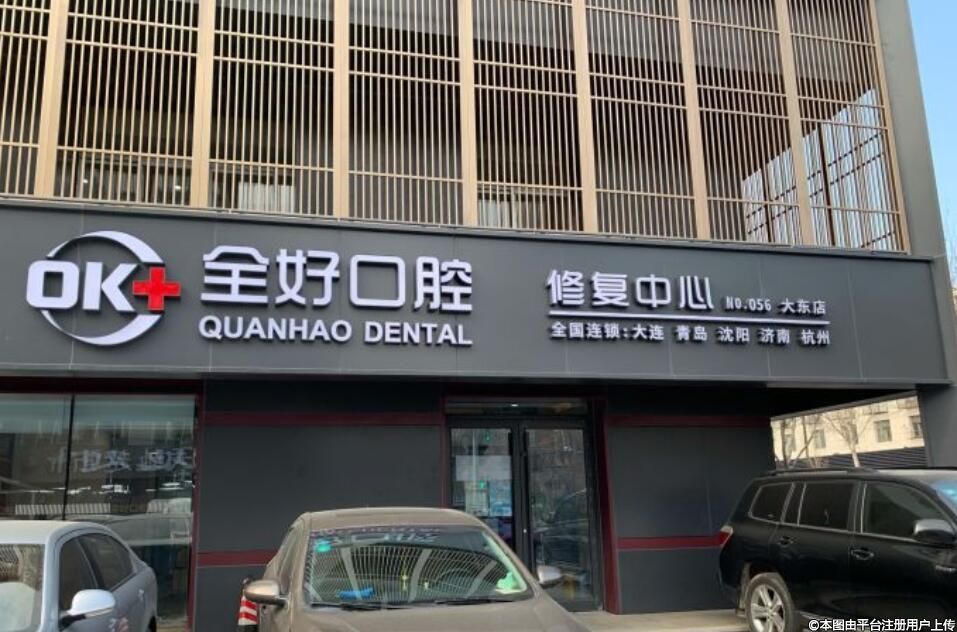 OK+
全好口腔
QUANHAO DENTAL
修复中心 NO.056 大东店
全国连锁:大连 青岛 沈阳 济南 杭州
©本图由平台注册用户上传